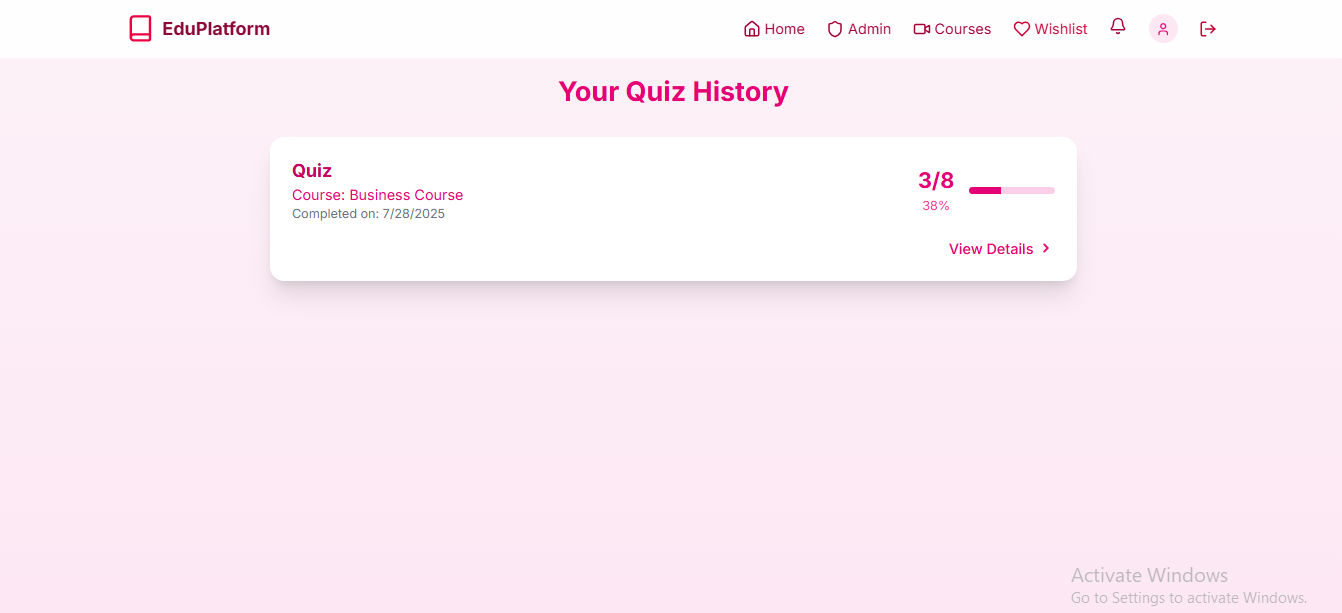 EduPlatform Home Admin Courses Wishlist
Your Quiz History
Quiz
Course: Business Course
Completed on: 7/28/2025
3/8
38%
View Details
Activate Windows
Go to Settings to activate Windows.